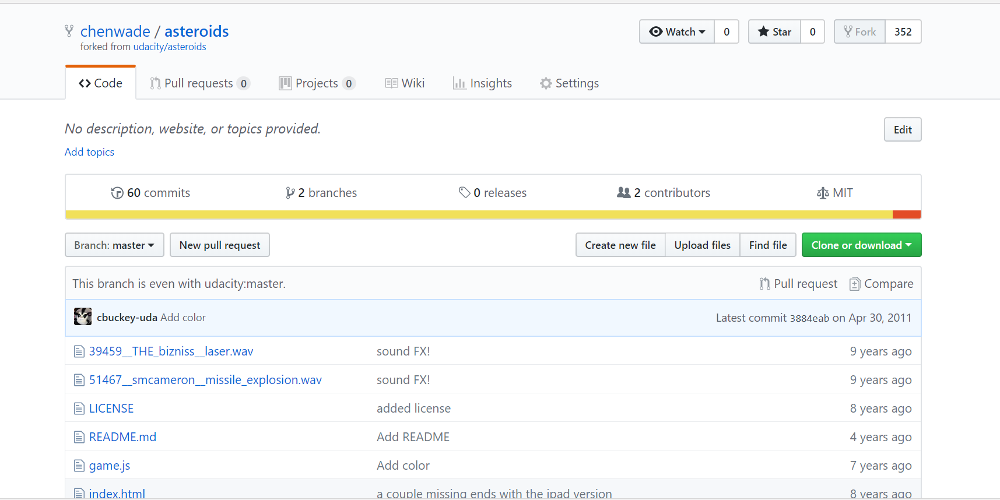 chenwade / asteroids
Watch 0 Star 0 Fork 352
forked from udacity/asteroids
Code Pull requests 0 Projects 0 Wiki Insights Settings
No description, website, or topics provided. Edit
Add topics
60 commits 2 branches 0 releases 2 contributors MIT
Branch: master New pull request Create new file Upload files Find file Clone or download
This branch is even with udacity:master. Pull request Compare
cbuckey-uda Add color Latest commit 3884eab on Apr 30, 2011
39459__THE_bizniss__laser.wav sound FX! 9 years ago
51467__smcameron__missile_explosion.wav sound FX! 9 years ago
LICENSE added license 8 years ago
README.md Add README 4 years ago
game.js Add color 7 years ago
index.html a couple missing ends with the ipad version 8 years ago